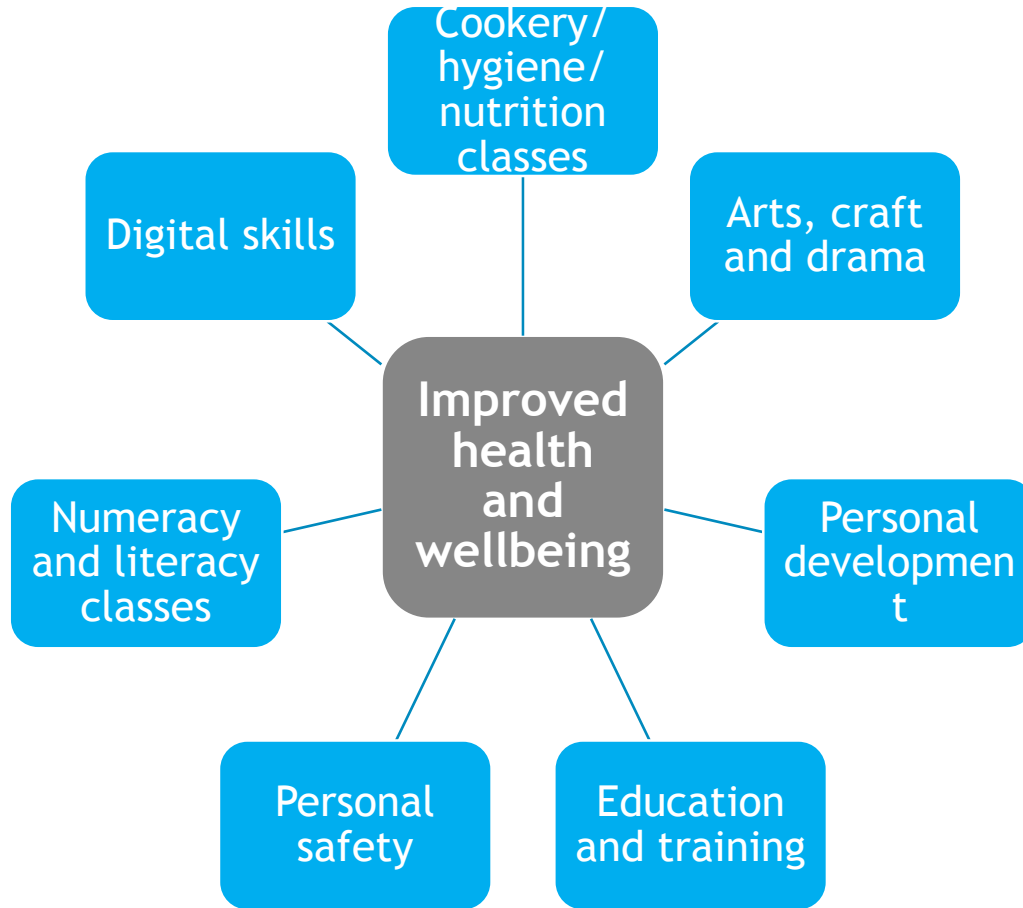 Cookery/
hygiene/
nutrition
classes
Digital skills
Arts, craft
and drama
Improved
health
and
wellbeing
Numeracy
and literacy
classes
Personal
developmen
t
Personal
safety
Education
and training